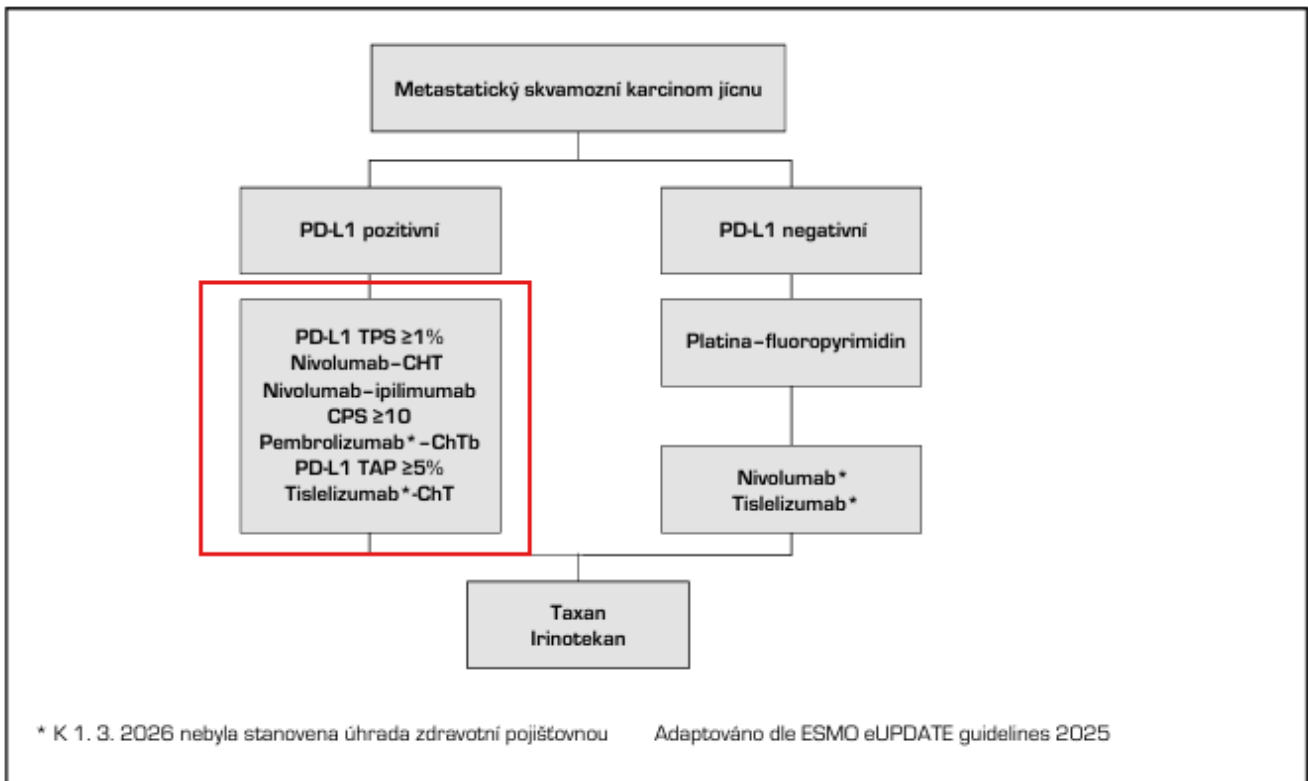 Metastatický skvamozní karcinom jícnu
PD-L1 pozitivní
PD-L1 negativní
PD-L1 TPS ≥1%
Nivolumab–CHT
Nivolumab–ipilimumab
CPS ≥10
Pembrolizumab*–ChTb
PD-L1 TAP ≥5%
Tislelizumab*-ChT
Platina–fluoropyrimidin
Nivolumab*
Tislelizumab*
Taxan
Irinotekan
* K 1. 3. 2026 nebyla stanovena úhrada zdravotní pojišťovnou
Adaptováno dle ESMO eUPDATE guidelines 2025